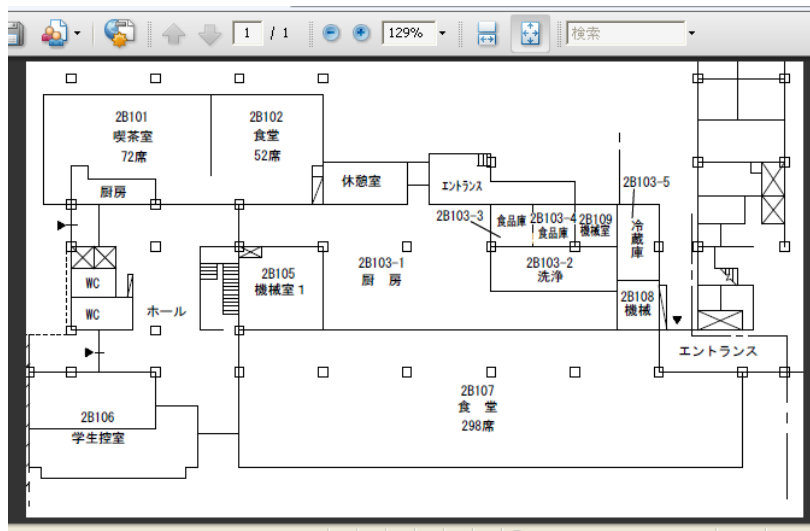 1 / 1
129%
検索
2B101
喫茶室
72席
2B102
食堂
52席
厨房
休憩室
エントランス
2B103-5
冷蔵庫
2B103-3
食品庫
2B103-4
食品庫
2B109
機械室
2B103-1
厨 房
2B103-2
洗浄
2B105
機械室1
2B108
機械
WC
WC
ホール
エントランス
2B107
食 堂
298席
2B106
学生控室